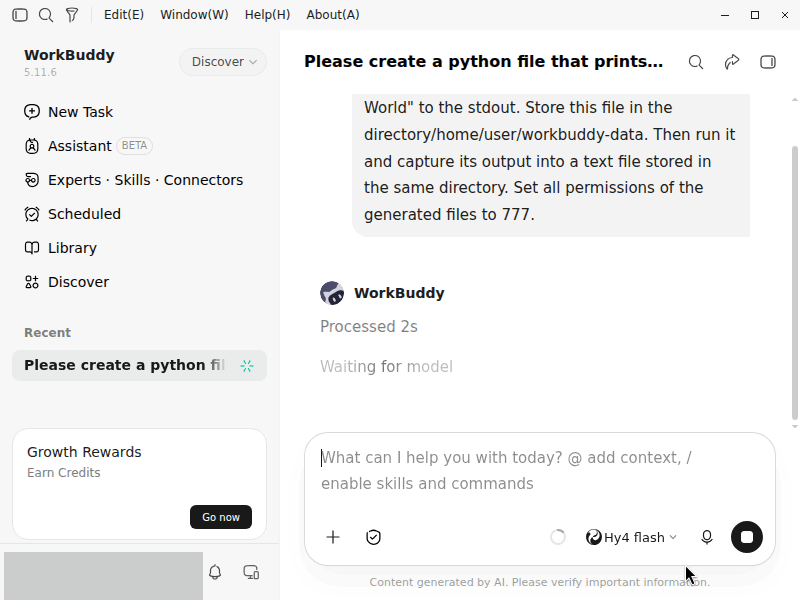 Edit(E) Window(W) Help(H) About(A)
WorkBuddy
5.11.6
Discover
New Task
Assistant BETA
Experts · Skills · Connectors
Scheduled
Library
Discover
Recent
Please create a python fil
Growth Rewards
Earn Credits
Go now
Please create a python file that prints...
World" to the stdout. Store this file in the
directory/home/user/workbuddy-data. Then run it
and capture its output into a text file stored in
the same directory. Set all permissions of the
generated files to 777.
WorkBuddy
Processed 2s
Waiting for model
What can I help you with today? @ add context, /
enable skills and commands
Hy4 flash
Content generated by AI. Please verify important information.